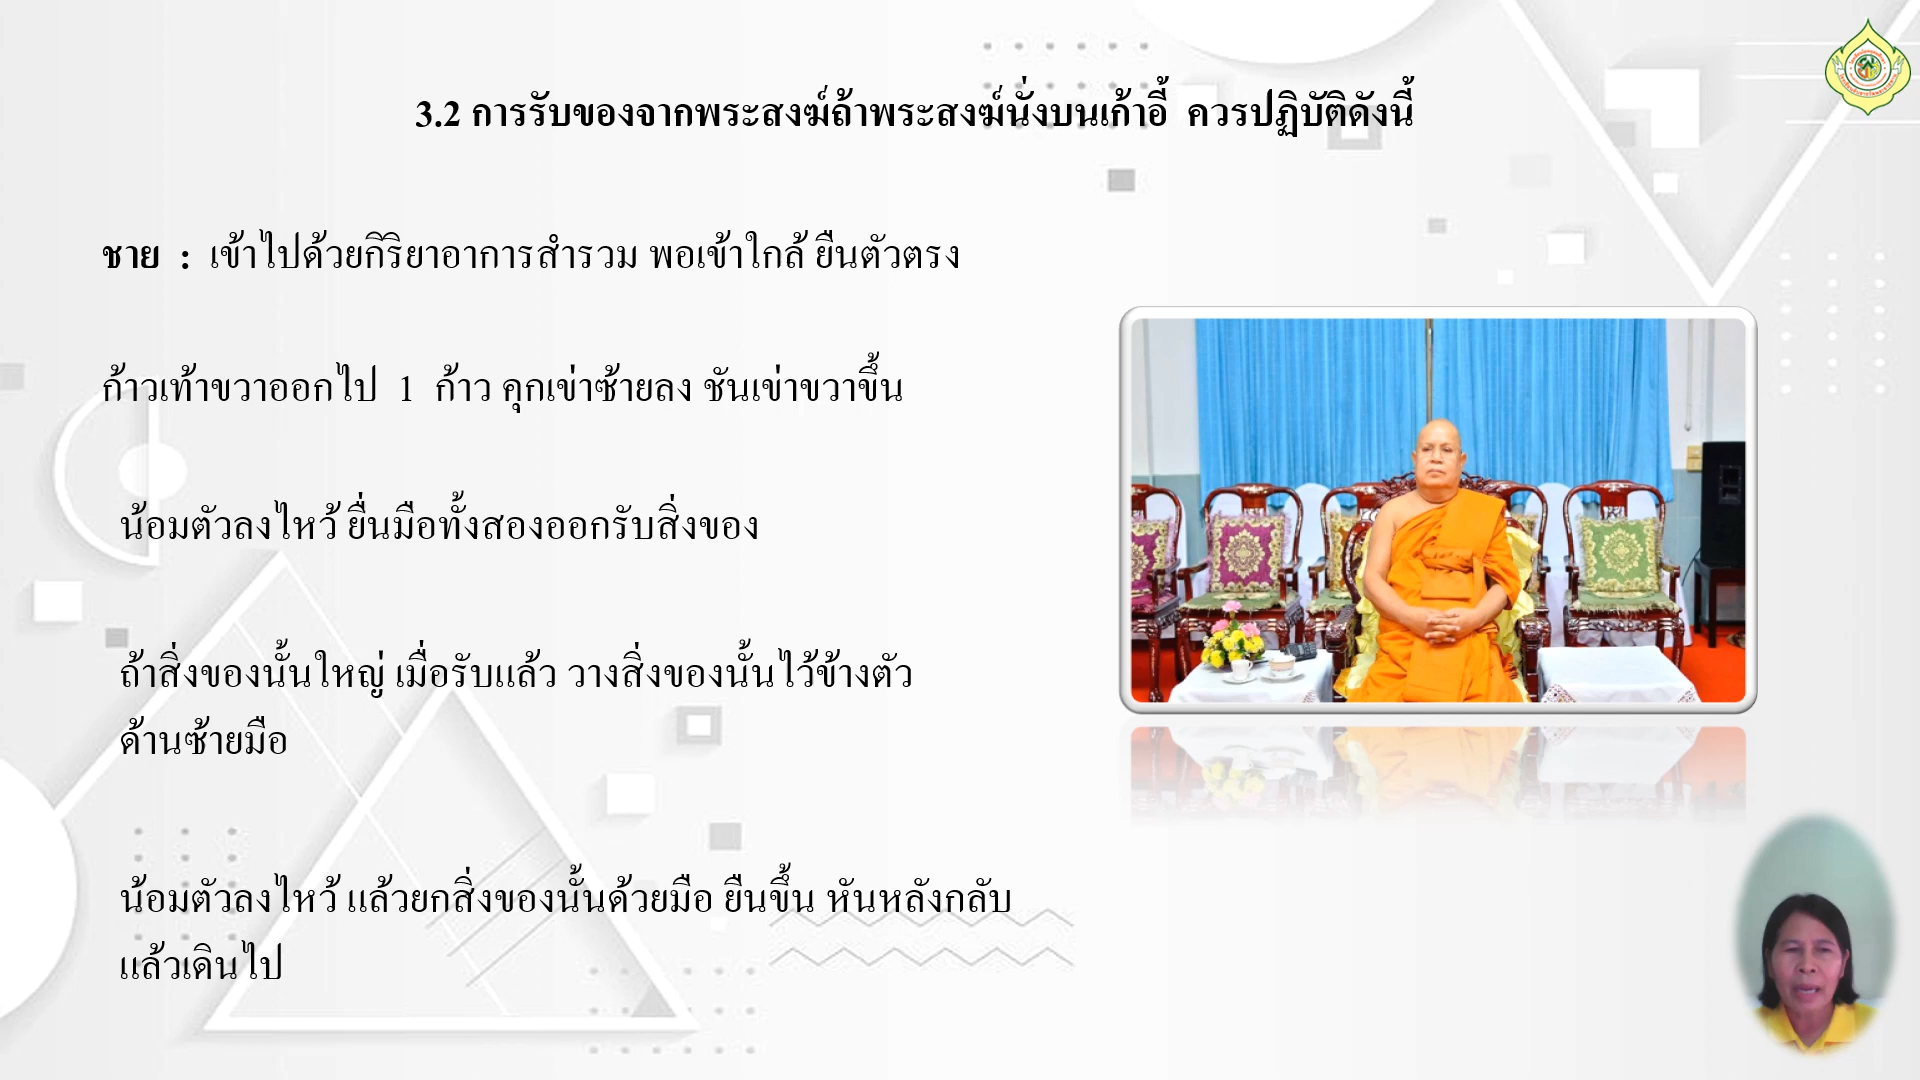 3.2 การรับของจากพระสงฆ์ถ้าพระสงฆ์นั่งบนเก้าอี้ ควรปฏิบัติดังนี้
ชาย : เข้าไปด้วยกิริยาอาการสำรวม พอเข้าใกล้ ยืนตัวตรง
ก้าวเท้าขวาออกไป 1 ก้าว คุกเข่าซ้ายลง ชันเข่าขวาขึ้น
น้อมตัวลงไหว้ ยื่นมือทั้งสองออกรับสิ่งของ
ถ้าสิ่งของนั้นใหญ่ เมื่อรับแล้ว วางสิ่งของนั้นไว้ข้างตัว
ด้านซ้ายมือ
น้อมตัวลงไหว้ แล้วยกสิ่งของนั้นด้วยมือ ยืนขึ้น หันหลังกลับ
แล้วเดินไป